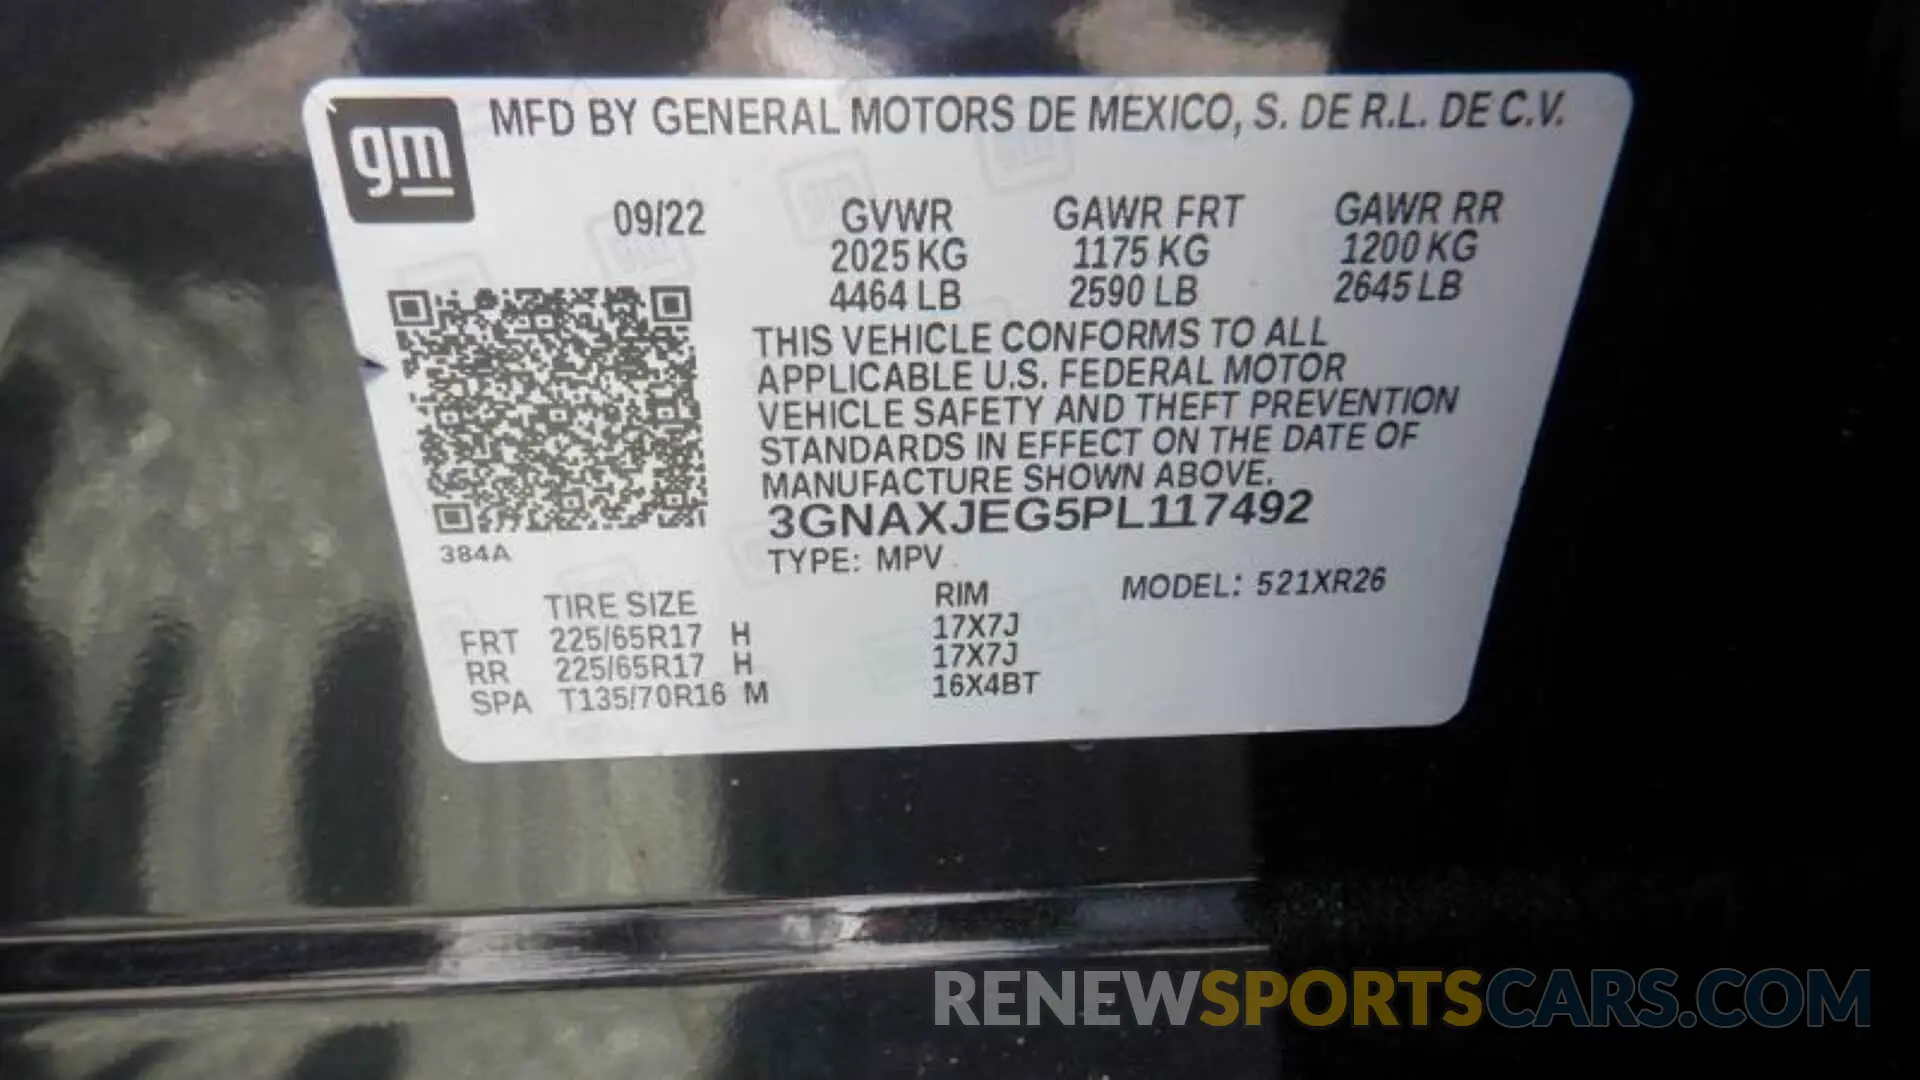 gm
MFD BY GENERAL MOTORS DE MEXICO, S. DE R.L. DE C.V.
09/22 GVWR GAWR FRT GAWR RR
2025 KG 1175 KG 1200 KG
4464 LB 2590 LB 2645 LB
THIS VEHICLE CONFORMS TO ALL
APPLICABLE U.S. FEDERAL MOTOR
VEHICLE SAFETY AND THEFT PREVENTION
STANDARDS IN EFFECT ON THE DATE OF
MANUFACTURE SHOWN ABOVE.
3GNAXJEG5PL117492
384A
TYPE: MPV
MODEL: 521XR26
TIRE SIZE RIM
FRT 225/65R17 H 17X7J
RR 225/65R17 H 17X7J
SPA T135/70R16 M 16X4BT
RENEWSPORTSCARS.COM